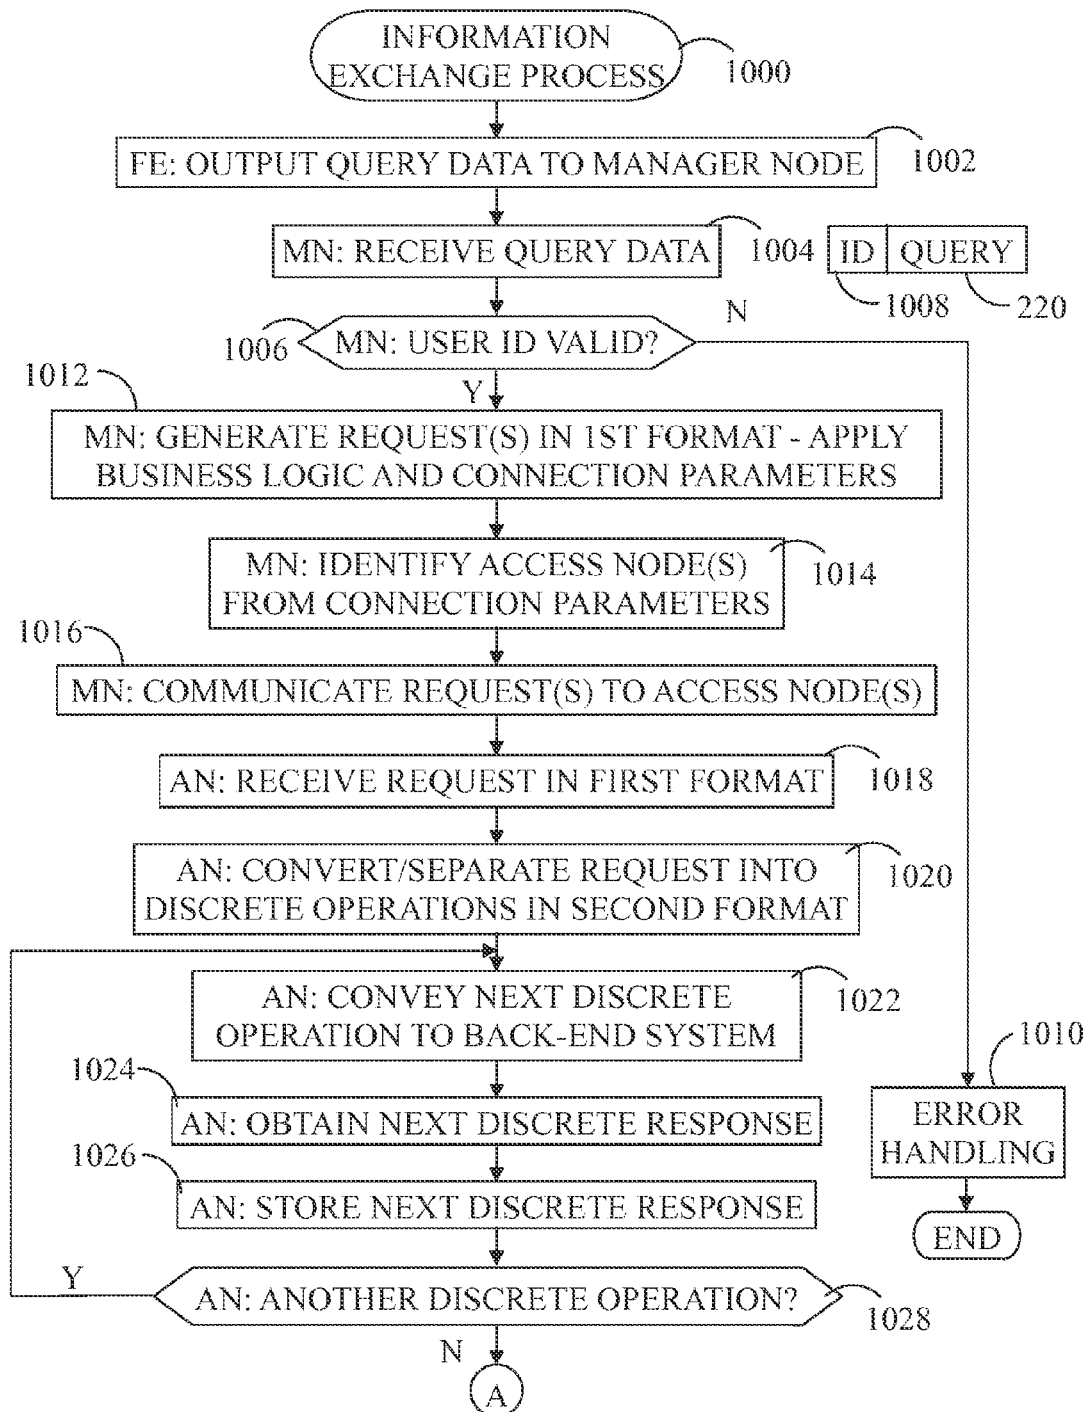 INFORMATION
EXCHANGE PROCESS
1000
FE: OUTPUT QUERY DATA TO MANAGER NODE
1002
MN: RECEIVE QUERY DATA
1004
ID QUERY
1008
220
1006
MN: USER ID VALID?
N
Y
1012
MN: GENERATE REQUEST(S) IN 1ST FORMAT - APPLY
BUSINESS LOGIC AND CONNECTION PARAMETERS
MN: IDENTIFY ACCESS NODE(S)
FROM CONNECTION PARAMETERS
1014
1016
MN: COMMUNICATE REQUEST(S) TO ACCESS NODE(S)
AN: RECEIVE REQUEST IN FIRST FORMAT
1018
AN: CONVERT/SEPARATE REQUEST INTO
DISCRETE OPERATIONS IN SECOND FORMAT
1020
AN: CONVEY NEXT DISCRETE
OPERATION TO BACK-END SYSTEM
1022
1024
AN: OBTAIN NEXT DISCRETE RESPONSE
1026
AN: STORE NEXT DISCRETE RESPONSE
1010
ERROR
HANDLING
END
Y
AN: ANOTHER DISCRETE OPERATION?
1028
N
A